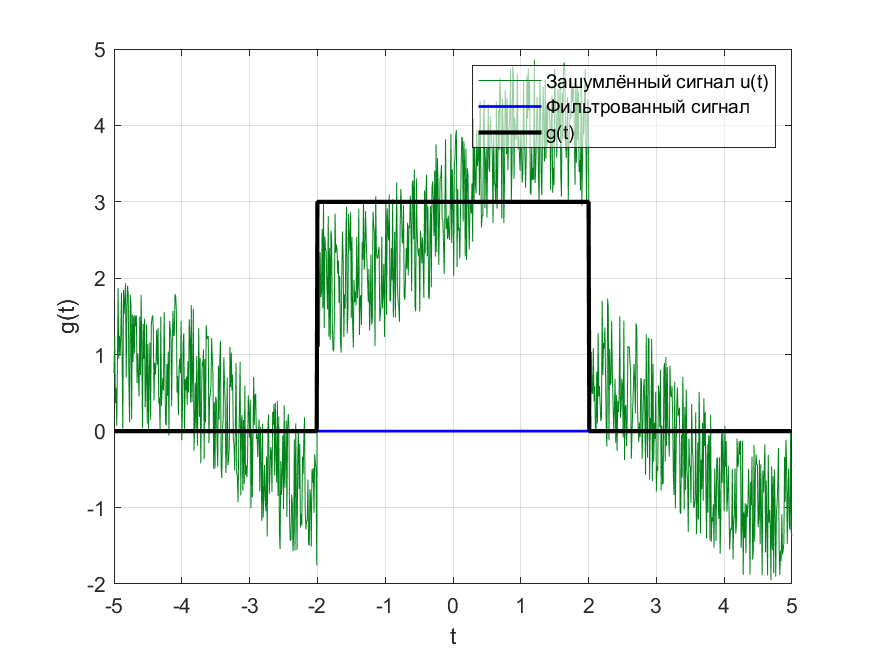 Зашумлённый сигнал u(t)
Фильтрованный сигнал
g(t)
g(t)
5
4
3
2
1
0
-1
-2
-5 -4 -3 -2 -1 0 1 2 3 4 5
t